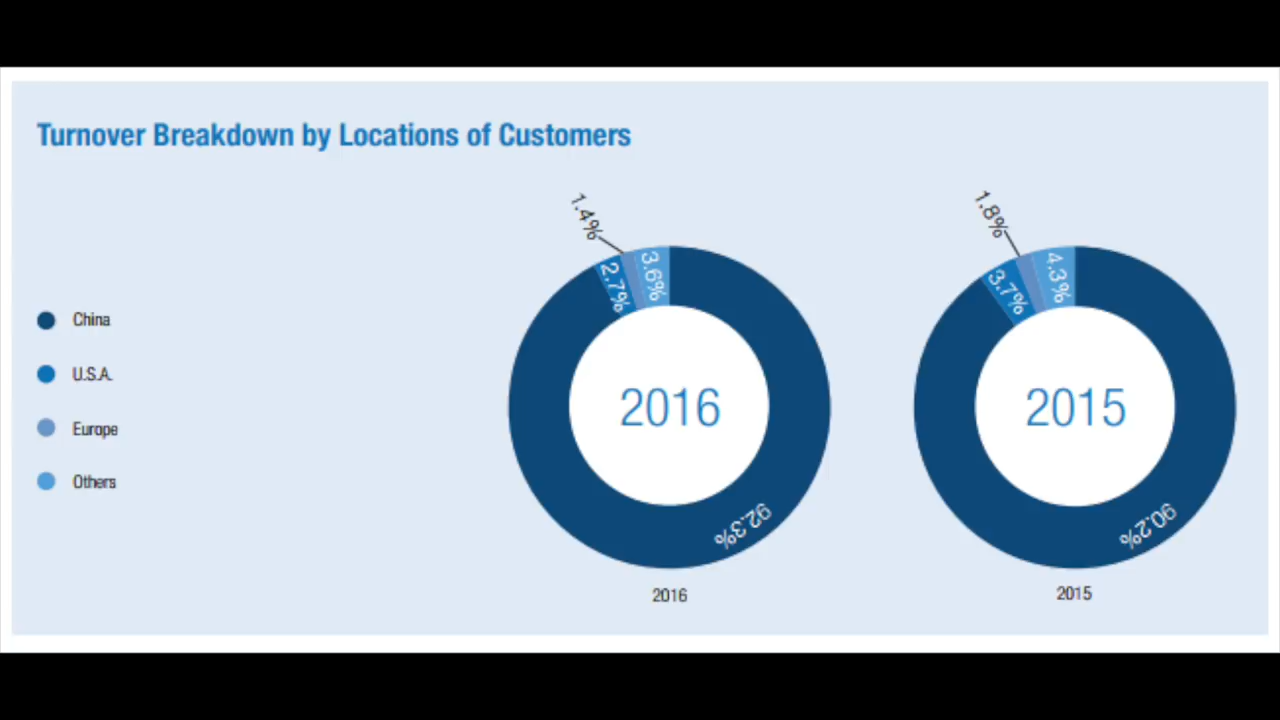 Turnover Breakdown by Locations of Customers
China
U.S.A.
Europe
Others
1.4%
2.7%
3.6%
2016
92.3%
2016
1.8%
3.7%
4.3%
2015
90.2%
2015